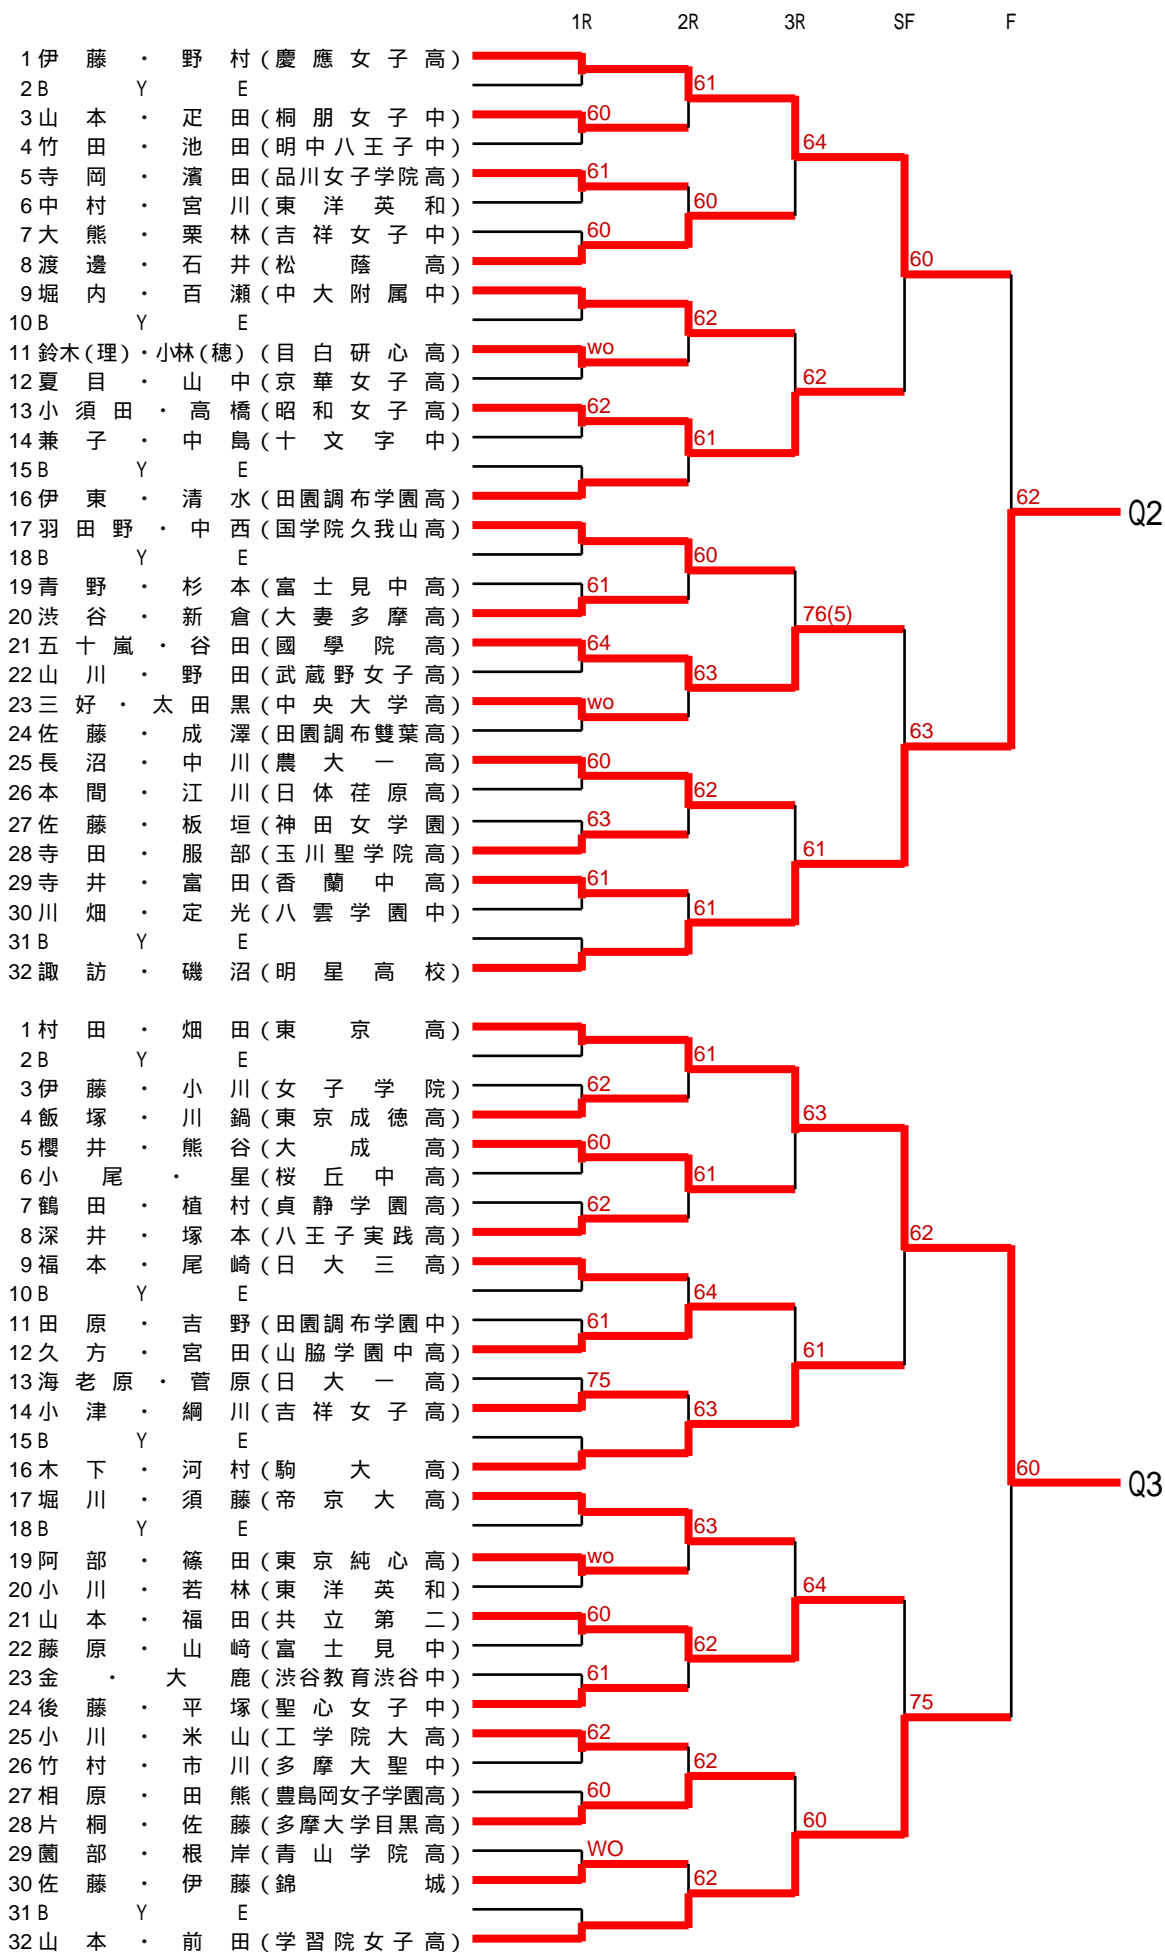 1R 2R 3R SF F
1 伊藤・野村(慶應女子高)
2 BYE
61
3 山本・疋田(桐朋女子中) 60
4 竹田・池田(明中八王子中)
64
5 寺岡・濱田(品川女子学院高) 61
6 中村・宮川(東洋英和)
60
7 大熊・栗林(吉祥女子中) 60
8 渡邊・石井(松蔭高)
60
9 堀内・百瀬(中大附属中)
10 BYE
62
11 鈴木(理)・小林(穂)(目白研心高) wo
12 夏目・山中(京華女子高)
62
13 小須田・高橋(昭和女子高) 62
14 兼子・中島(十文字中)
61
15 BYE
16 伊東・清水(田園調布学園高)
62 Q2
17 羽田野・中西(国学院久我山高)
18 BYE
60
19 青野・杉本(富士見中高) 61
20 渋谷・新倉(大妻多摩高)
76(5)
21 五十嵐・谷田(國學院高) 64
22 山川・野田(武蔵野女子高)
63
23 三好・太田黒(中央大学高) wo
24 佐藤・成澤(田園調布雙葉高)
63
25 長沼・中川(農大一高) 60
26 本間・江川(日体荏原高)
62
27 佐藤・板垣(神田女学園) 63
28 寺田・服部(玉川聖学院高)
61
29 寺井・富田(香蘭中高) 61
30 川畑・定光(八雲学園中)
61
31 BYE
32 諏訪・磯沼(明星高校)
1 村田・畑田(東京高)
2 BYE
61
3 伊藤・小川(女子学院) 62
4 飯塚・川鍋(東京成徳高)
63
5 櫻井・熊谷(大成高) 60
6 小尾・星(桜丘中高)
61
7 鶴田・植村(貞静学園高) 62
8 深井・塚本(八王子実践高)
62
9 福本・尾崎(日大三高)
10 BYE
64
11 田原・吉野(田園調布学園中) 61
12 久方・宮田(山脇学園中高)
61
13 海老原・菅原(日大一高) 75
14 小津・綱川(吉祥女子高)
63
15 BYE
16 木下・河村(駒大高)
60 Q3
17 堀川・須藤(帝京大高)
18 BYE
63
19 阿部・篠田(東京純心高) wo
20 小川・若林(東洋英和)
64
21 山本・福田(共立第二) 60
22 藤原・山﨑(富士見中)
62
23 金・大鹿(渋谷教育渋谷中) 61
24 後藤・平塚(聖心女子中)
75
25 小川・米山(工学院大高) 62
26 竹村・市川(多摩大聖中)
62
27 相原・田熊(豊島岡女子学園高) 60
28 片桐・佐藤(多摩大学目黒高)
60
29 薗部・根岸(青山学院高) WO
30 佐藤・伊藤(錦城)
62
31 BYE
32 山本・前田(学習院女子高)